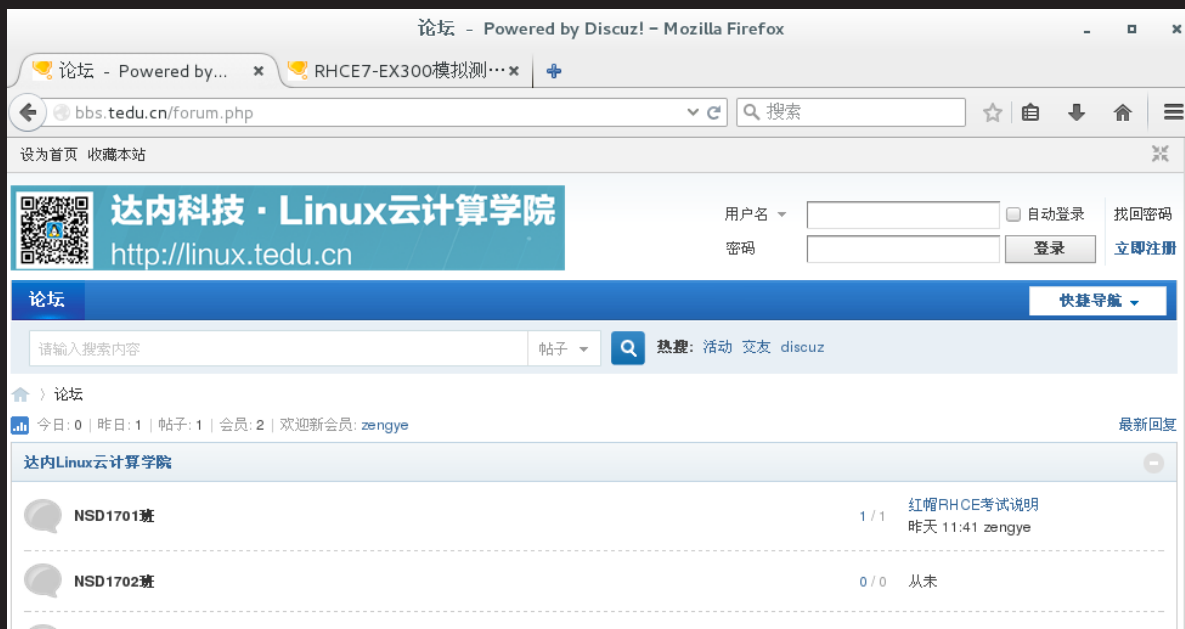 论坛 - Powered by Discuz! - Mozilla Firefox
论坛 - Powered by...
RHCE7-EX300模拟测…
bbs.tedu.cn/forum.php
搜索
设为首页 收藏本站
达内科技·Linux云计算学院
http://linux.tedu.cn
用户名
自动登录
找回密码
密码
登录
立即注册
论坛
快捷导航
请输入搜索内容
帖子
热搜: 活动 交友 discuz
〉论坛
今日: 0 | 昨日: 1 | 帖子: 1 | 会员: 2 | 欢迎新会员: zengye
最新回复
达内Linux云计算学院
NSD1701班
1 / 1
红帽RHCE考试说明
昨天 11:41 zengye
NSD1702班
0 / 0
从未